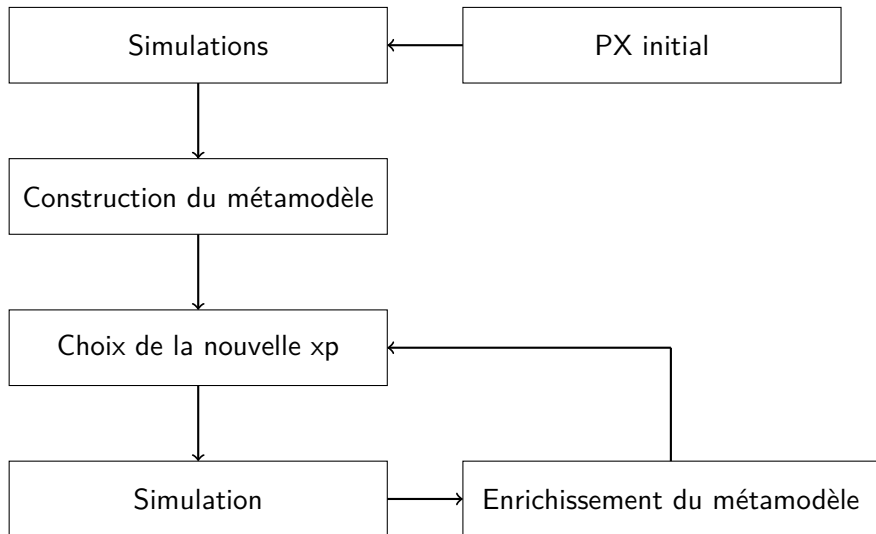 Simulations
PX initial
Construction du métamodèle
Choix de la nouvelle xp
Simulation
Enrichissement du métamodèle